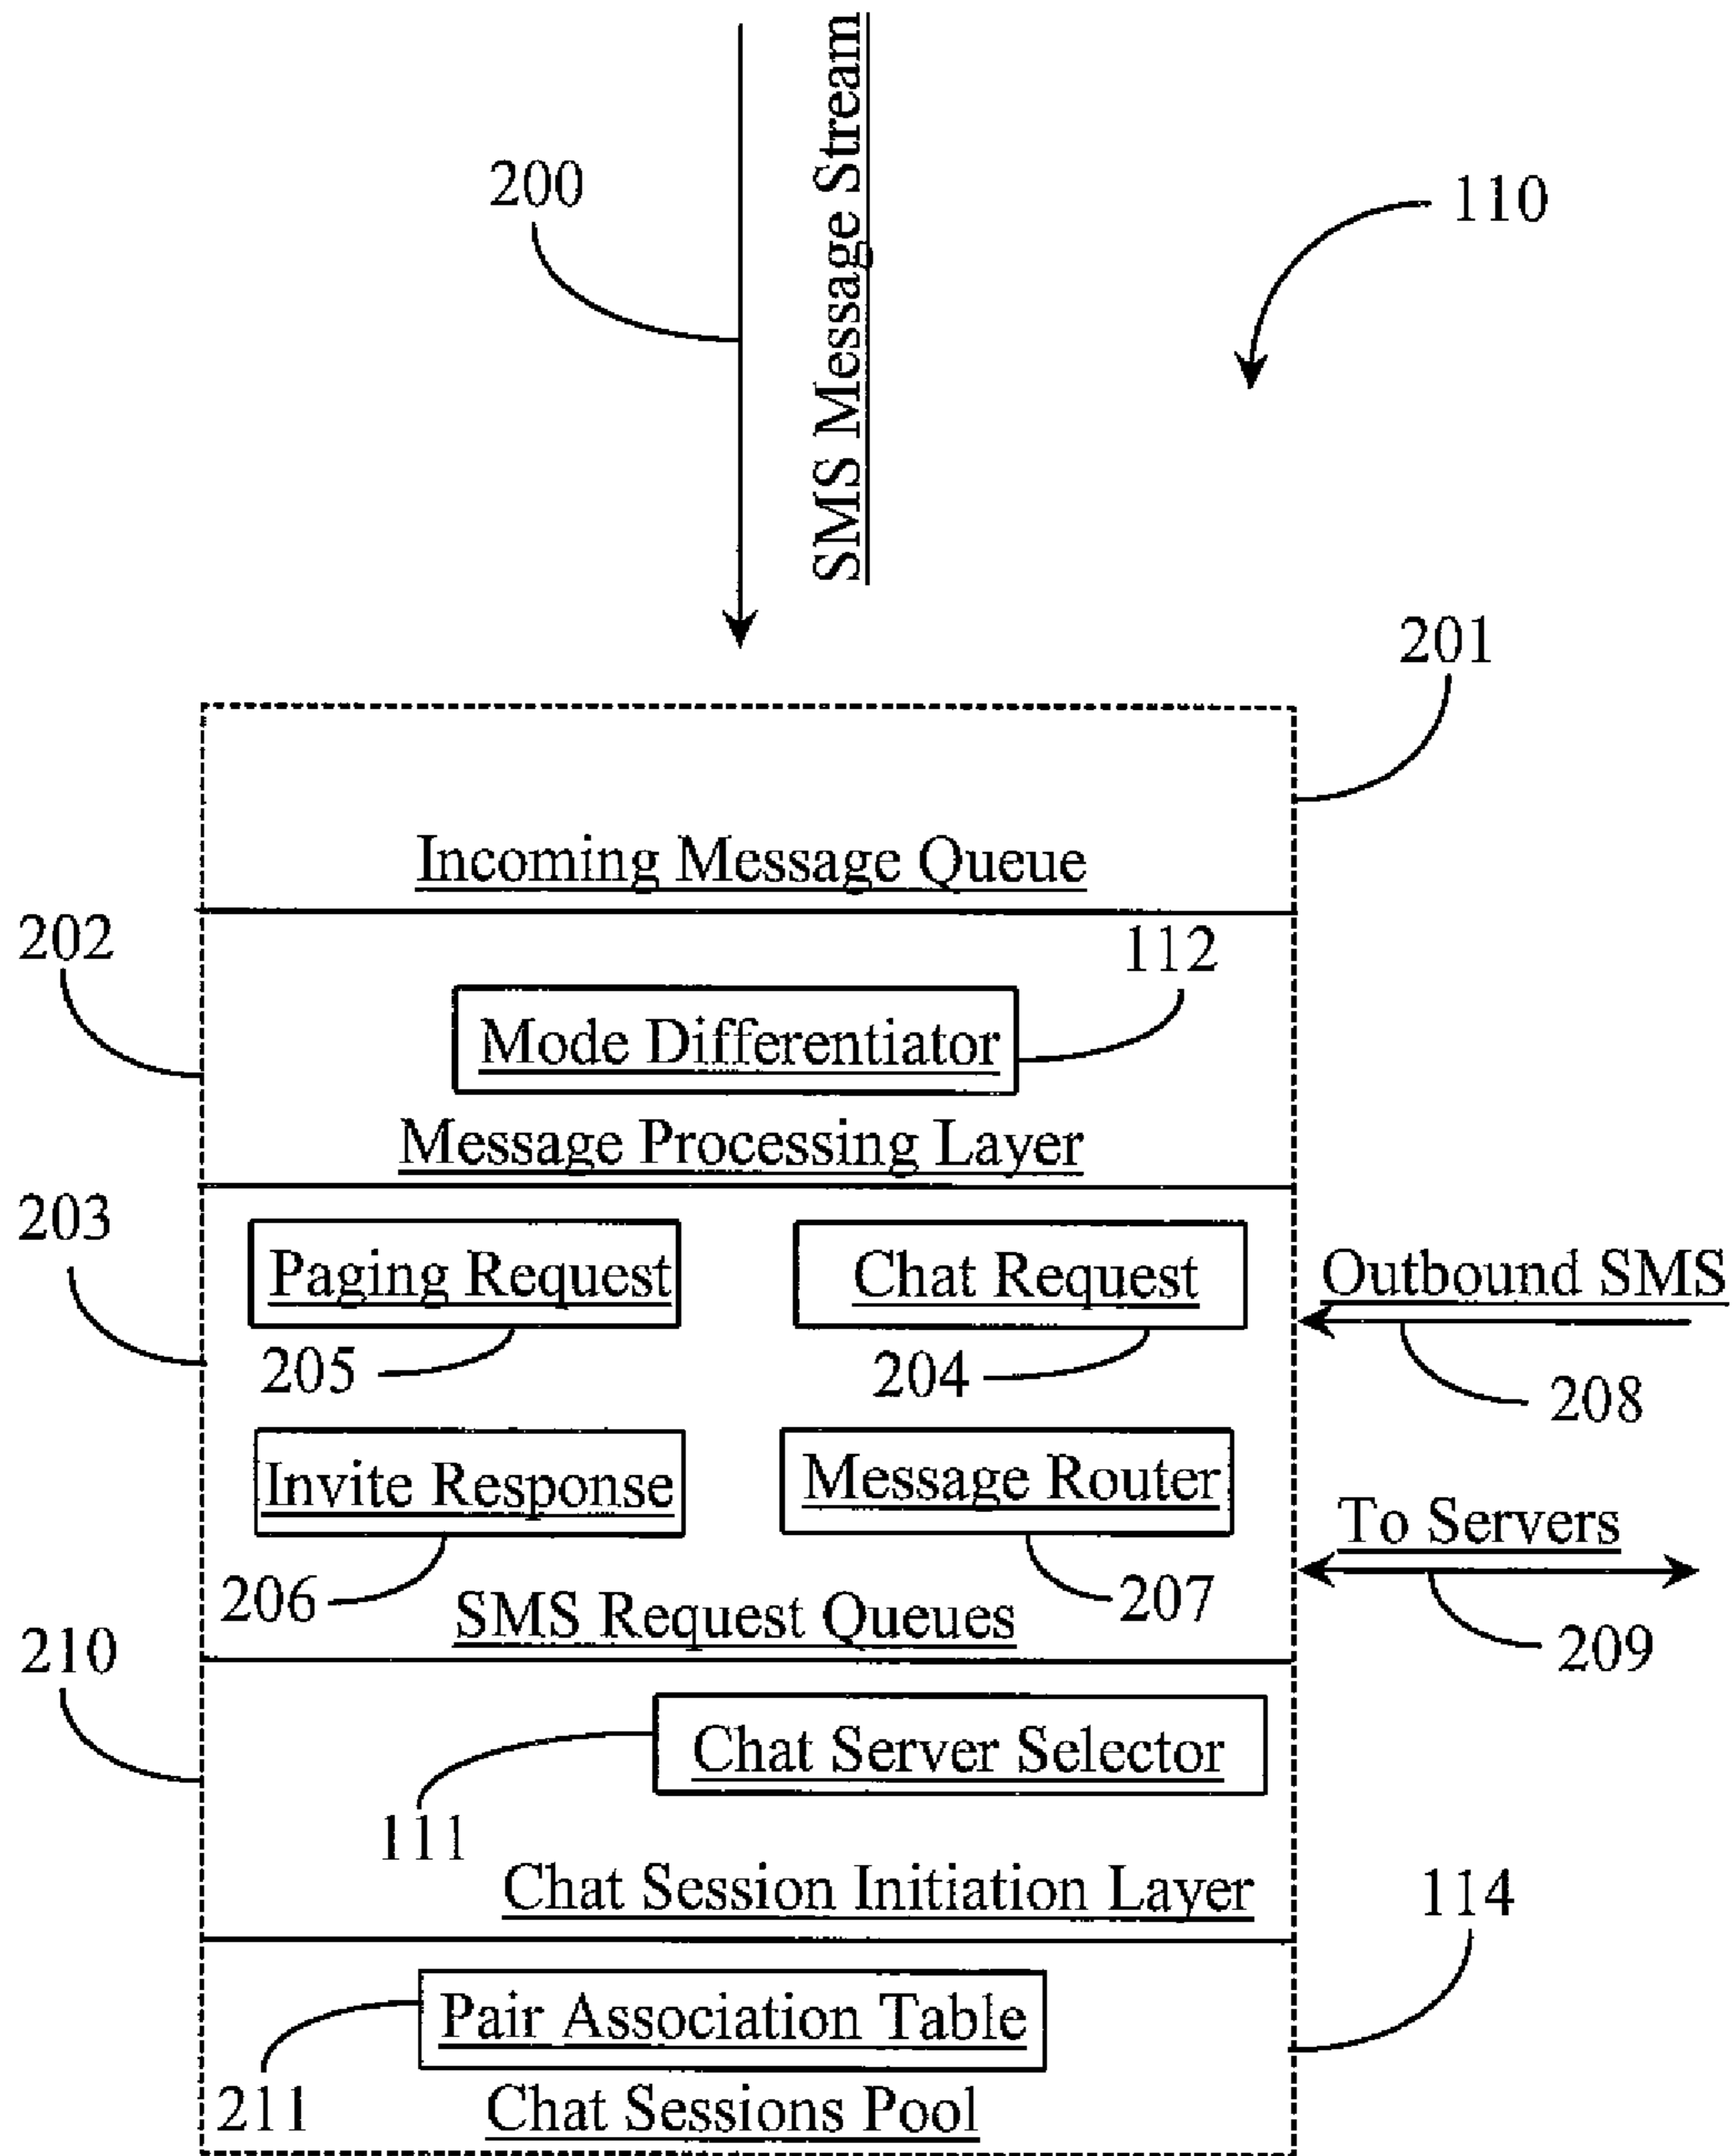 SMS Message Stream
200
110
201
Incoming Message Queue
202
112
Mode Differentiator
Message Processing Layer
203
Paging Request
Chat Request
Outbound SMS
205
204
208
Invite Response
Message Router
To Servers
206
207
SMS Request Queues
209
210
Chat Server Selector
111
Chat Session Initiation Layer
114
Pair Association Table
211
Chat Sessions Pool